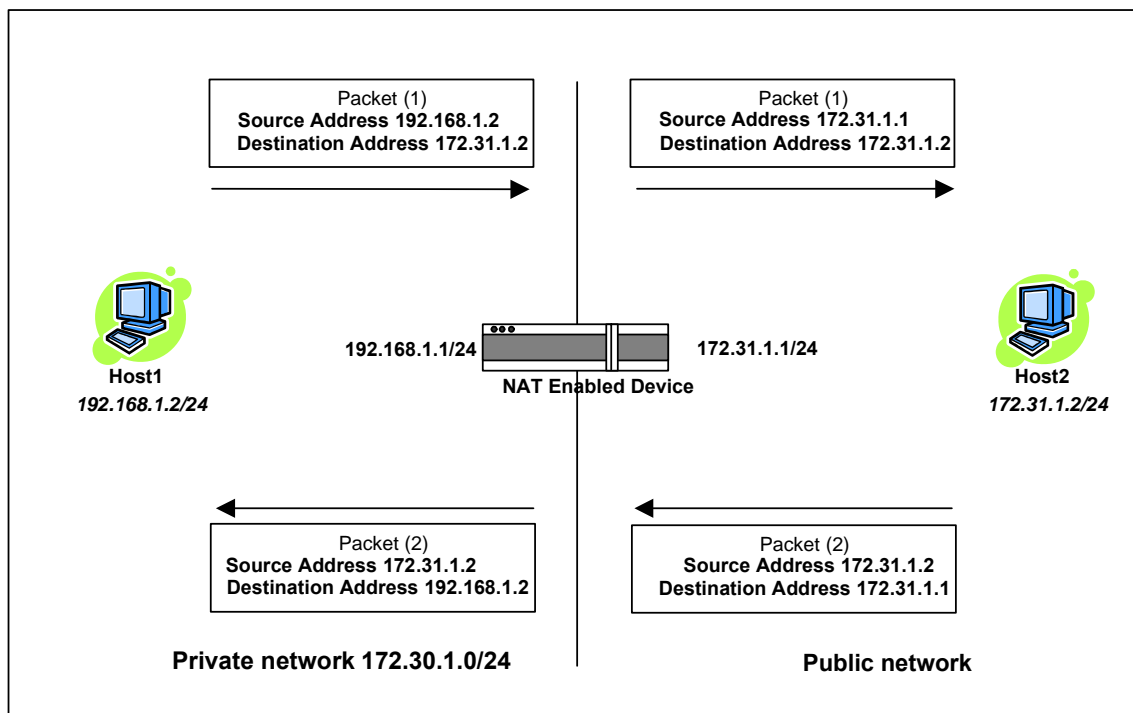 Packet (1)
Source Address 192.168.1.2
Destination Address 172.31.1.2
Packet (1)
Source Address 172.31.1.1
Destination Address 172.31.1.2
Host1
192.168.1.2/24
192.168.1.1/24
172.31.1.1/24
NAT Enabled Device
Host2
172.31.1.2/24
Packet (2)
Source Address 172.31.1.2
Destination Address 192.168.1.2
Packet (2)
Source Address 172.31.1.2
Destination Address 172.31.1.1
Private network 172.30.1.0/24
Public network